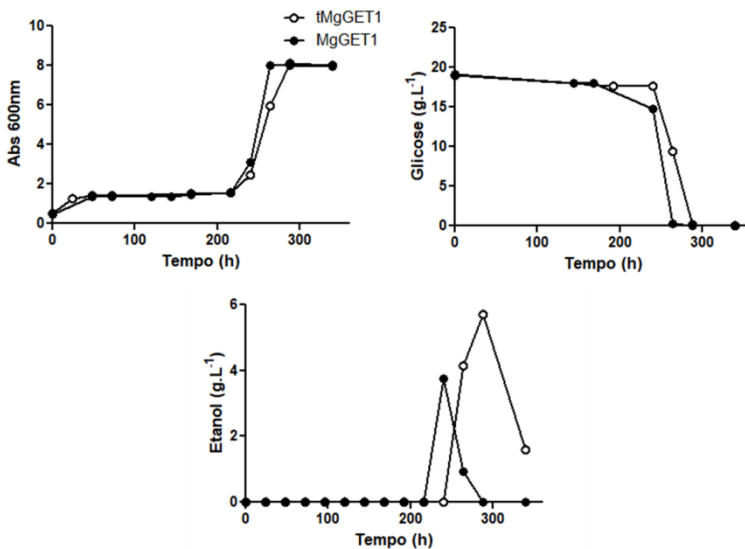 tMgGET1
MgGET1
Abs 600nm
10
8
6
4
2
0
0 100 200 300
Tempo (h)
Glicose (g.L-1)
25
20
15
10
5
0
0 100 200 300
Tempo (h)
Etanol (g.L-1)
6
4
2
0
0 100 200 300
Tempo (h)